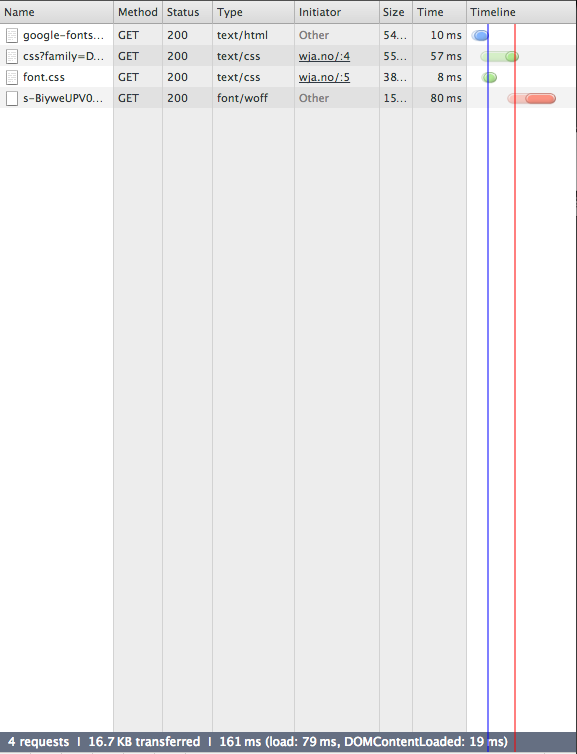 Name Method Status Type Initiator Size Time Timeline
google-fonts... GET 200 text/html Other 54... 10 ms
css?family=D... GET 200 text/css wja.no/:4 55... 57 ms
font.css GET 200 text/css wja.no/:5 38... 8 ms
s-BiyweUPV0... GET 200 font/woff Other 15... 80 ms
4 requests | 16.7 KB transferred | 161 ms (load: 79 ms, DOMContentLoaded: 19 ms)